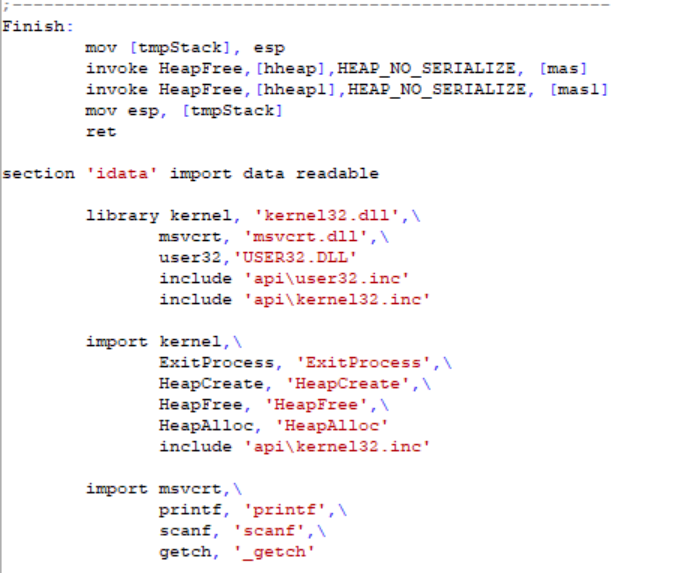 ;-----------------------------------------------------------
Finish:
        mov [tmpStack], esp
        invoke HeapFree,[hheap],HEAP_NO_SERIALIZE, [mas]
        invoke HeapFree,[hheap1],HEAP_NO_SERIALIZE, [mas1]
        mov esp, [tmpStack]
        ret
section 'idata' import data readable
        library kernel, 'kernel32.dll',\
                msvcrt, 'msvcrt.dll',\
                user32,'USER32.DLL'
                include 'api\user32.inc'
                include 'api\kernel32.inc'
        import kernel,\
                ExitProcess, 'ExitProcess',\
                HeapCreate, 'HeapCreate',\
                HeapFree, 'HeapFree',\
                HeapAlloc, 'HeapAlloc'
                include 'api\kernel32.inc'
        import msvcrt,\
                printf, 'printf',\
                scanf, 'scanf',\
                getch, '_getch'